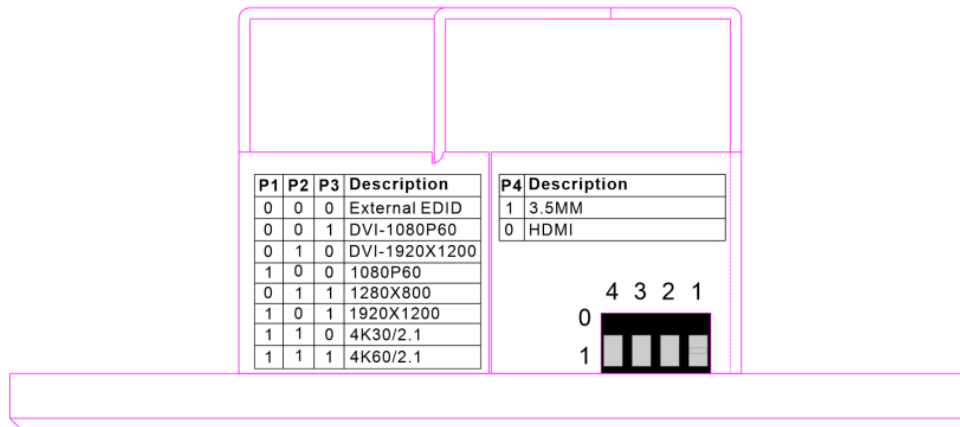 P1 P2 P3 Description
0 0 0 External EDID
0 0 1 DVI-1080P60
0 1 0 DVI-1920X1200
1 0 0 1080P60
0 1 1 1280X800
1 0 1 1920X1200
1 1 0 4K30/2.1
1 1 1 4K60/2.1
P4 Description
1 3.5MM
0 HDMI
4 3 2 1
0
1